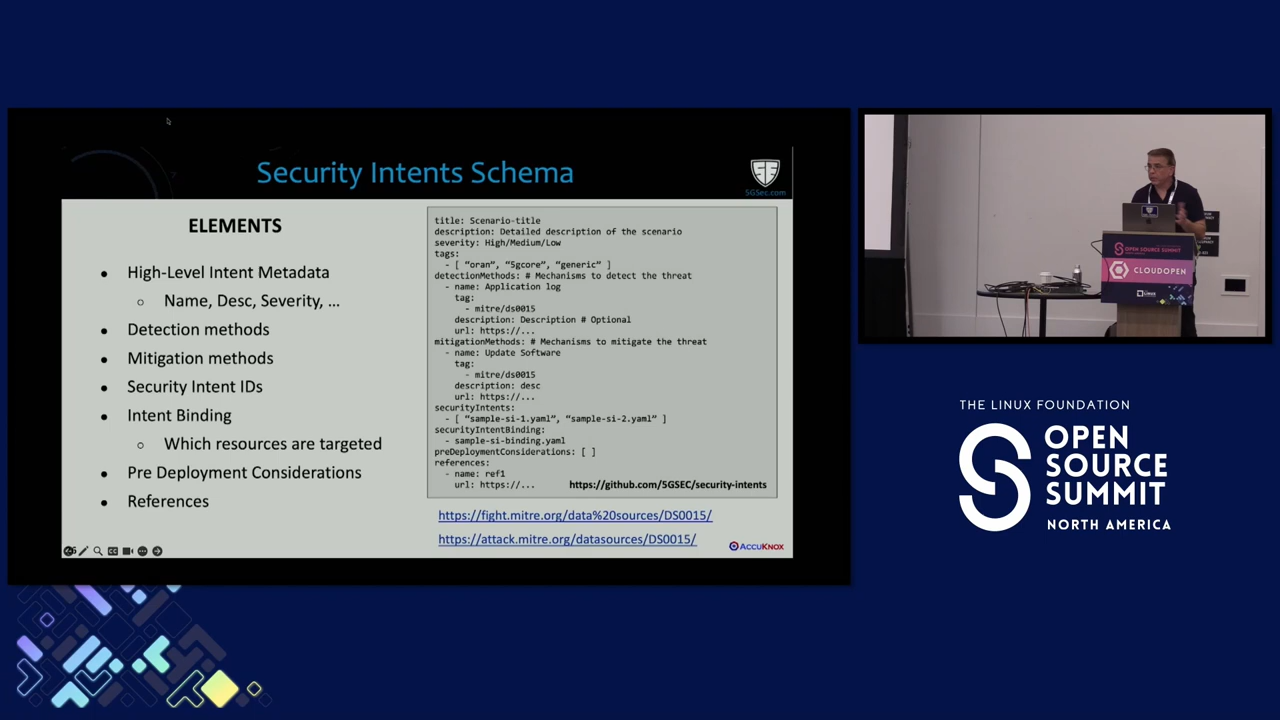 Security Intents Schema
5GSec.com
ELEMENTS
● High-Level Intent Metadata
○ Name, Desc, Severity, ...
● Detection methods
● Mitigation methods
● Security Intent IDs
● Intent Binding
○ Which resources are targeted
● Pre Deployment Considerations
● References
title: Scenario-title
description: Detailed description of the scenario
severity: High/Medium/Low
tags:
- [ “oran”, “5gcore”, “generic” ]
detectionMethods: # Mechanisms to detect the threat
- name: Application log
tag:
- mitre/ds0015
description: Description # Optional
url: https://...
mitigationMethods: # Mechanisms to mitigate the threat
- name: Update Software
tag:
- mitre/ds0015
description: desc
url: https://...
securityIntents:
- [ “sample-si-1.yaml”, “sample-si-2.yaml” ]
securityIntentBinding:
- sample-si-binding.yaml
preDeploymentConsiderations: [ ]
references:
- name: ref1
url: https://...
https://github.com/5GSEC/security-intents
https://fight.mitre.org/data%20sources/DS0015/
https://attack.mitre.org/datasources/DS0015/
ACCUKNOX
OPEN SOURCE SUMMIT
CLOUDOPEN
THE LINUX FOUNDATION
OPEN
SOURCE
SUMMIT
NORTH AMERICA